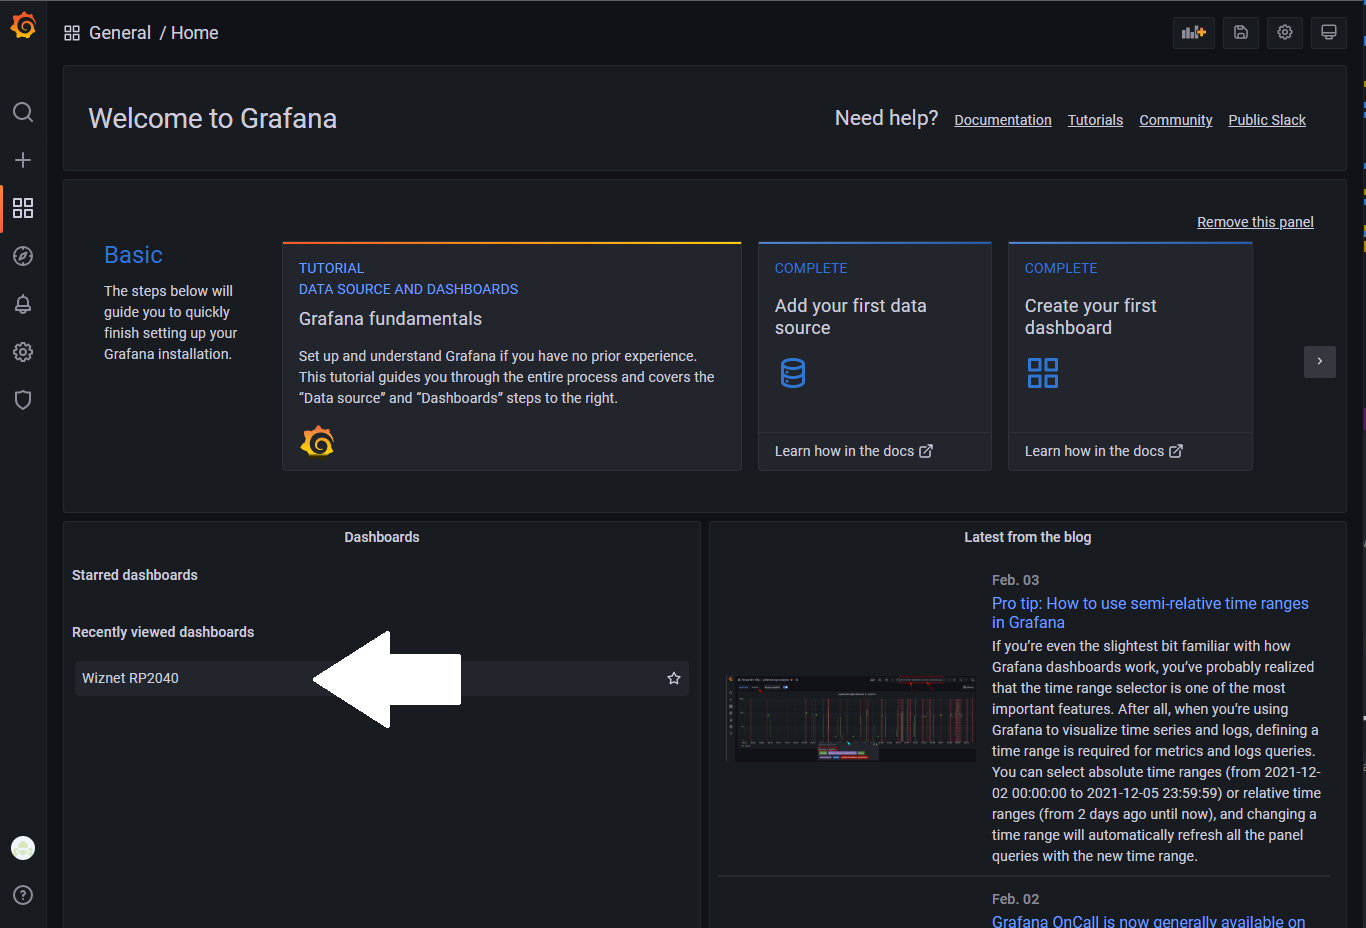 General / Home
Welcome to Grafana
Need help? Documentation Tutorials Community Public Slack
Remove this panel
Basic
The steps below will
guide you to quickly
finish setting up your
Grafana installation.
TUTORIAL
DATA SOURCE AND DASHBOARDS
Grafana fundamentals
Set up and understand Grafana if you have no prior experience.
This tutorial guides you through the entire process and covers the
“Data source” and “Dashboards” steps to the right.
COMPLETE
Add your first data
source
Learn how in the docs
COMPLETE
Create your first
dashboard
Learn how in the docs
Dashboards
Starred dashboards
Recently viewed dashboards
Wiznet RP2040
Latest from the blog
Feb. 03
Pro tip: How to use semi-relative time ranges
in Grafana
If you’re even the slightest bit familiar with how
Grafana dashboards work, you’ve probably realized
that the time range selector is one of the most
important features. After all, when you’re using
Grafana to visualize time series and logs, defining a
time range is required for metrics and logs queries.
You can select absolute time ranges (from 2021-12-
02 00:00:00 to 2021-12-05 23:59:59) or relative time
ranges (from 2 days ago until now), and changing a
time range will automatically refresh all the panel
queries with the new time range.
Feb. 02
Grafana OnCall is now generally available on